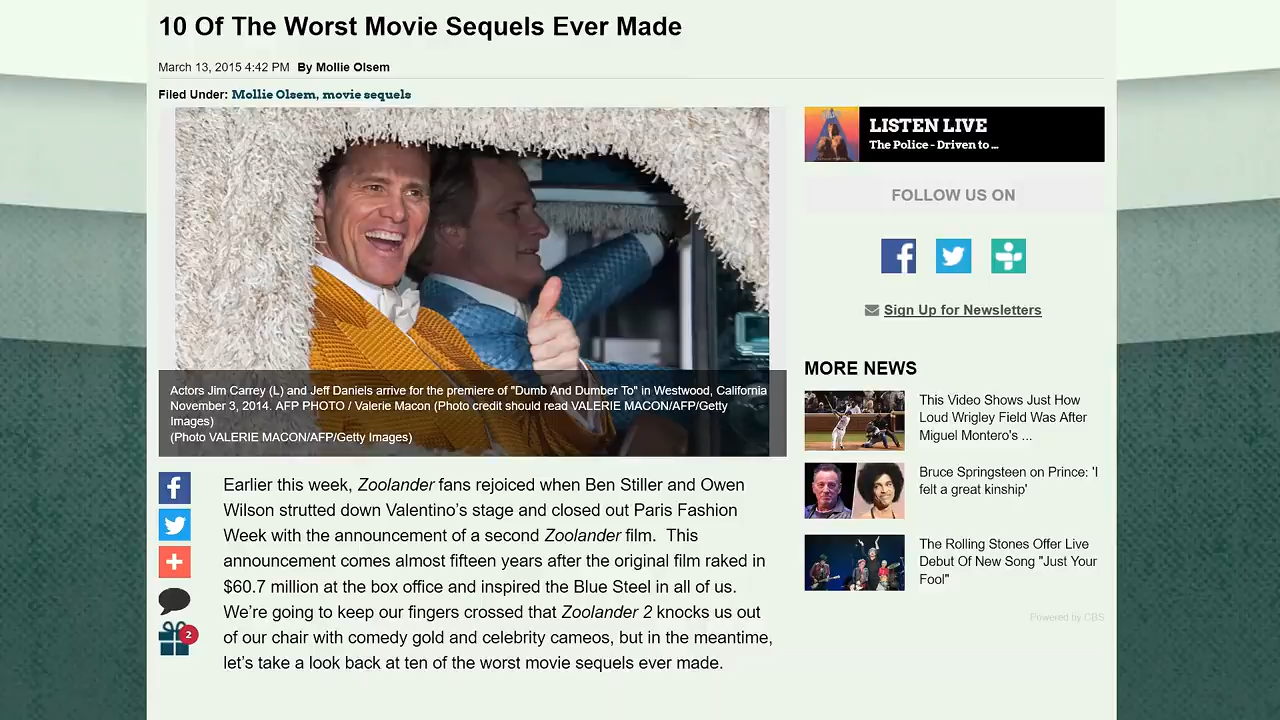 10 Of The Worst Movie Sequels Ever Made
March 13, 2015 4:42 PM By Mollie Olsem
Filed Under: Mollie Olsem, movie sequels
Actors Jim Carrey (L) and Jeff Daniels arrive for the premiere of "Dumb And Dumber To" in Westwood, California
November 3, 2014. AFP PHOTO / Valerie Macon (Photo credit should read VALERIE MACON/AFP/Getty
Images)
(Photo VALERIE MACON/AFP/Getty Images)
2
Earlier this week, Zoolander fans rejoiced when Ben Stiller and Owen
Wilson strutted down Valentino’s stage and closed out Paris Fashion
Week with the announcement of a second Zoolander film. This
announcement comes almost fifteen years after the original film raked in
$60.7 million at the box office and inspired the Blue Steel in all of us.
We’re going to keep our fingers crossed that Zoolander 2 knocks us out
of our chair with comedy gold and celebrity cameos, but in the meantime,
let’s take a look back at ten of the worst movie sequels ever made.
LISTEN LIVE
The Police - Driven to ...
FOLLOW US ON
Sign Up for Newsletters
MORE NEWS
This Video Shows Just How
Loud Wrigley Field Was After
Miguel Montero's ...
Bruce Springsteen on Prince: 'I
felt a great kinship'
The Rolling Stones Offer Live
Debut Of New Song "Just Your
Fool"
Powered by CBS